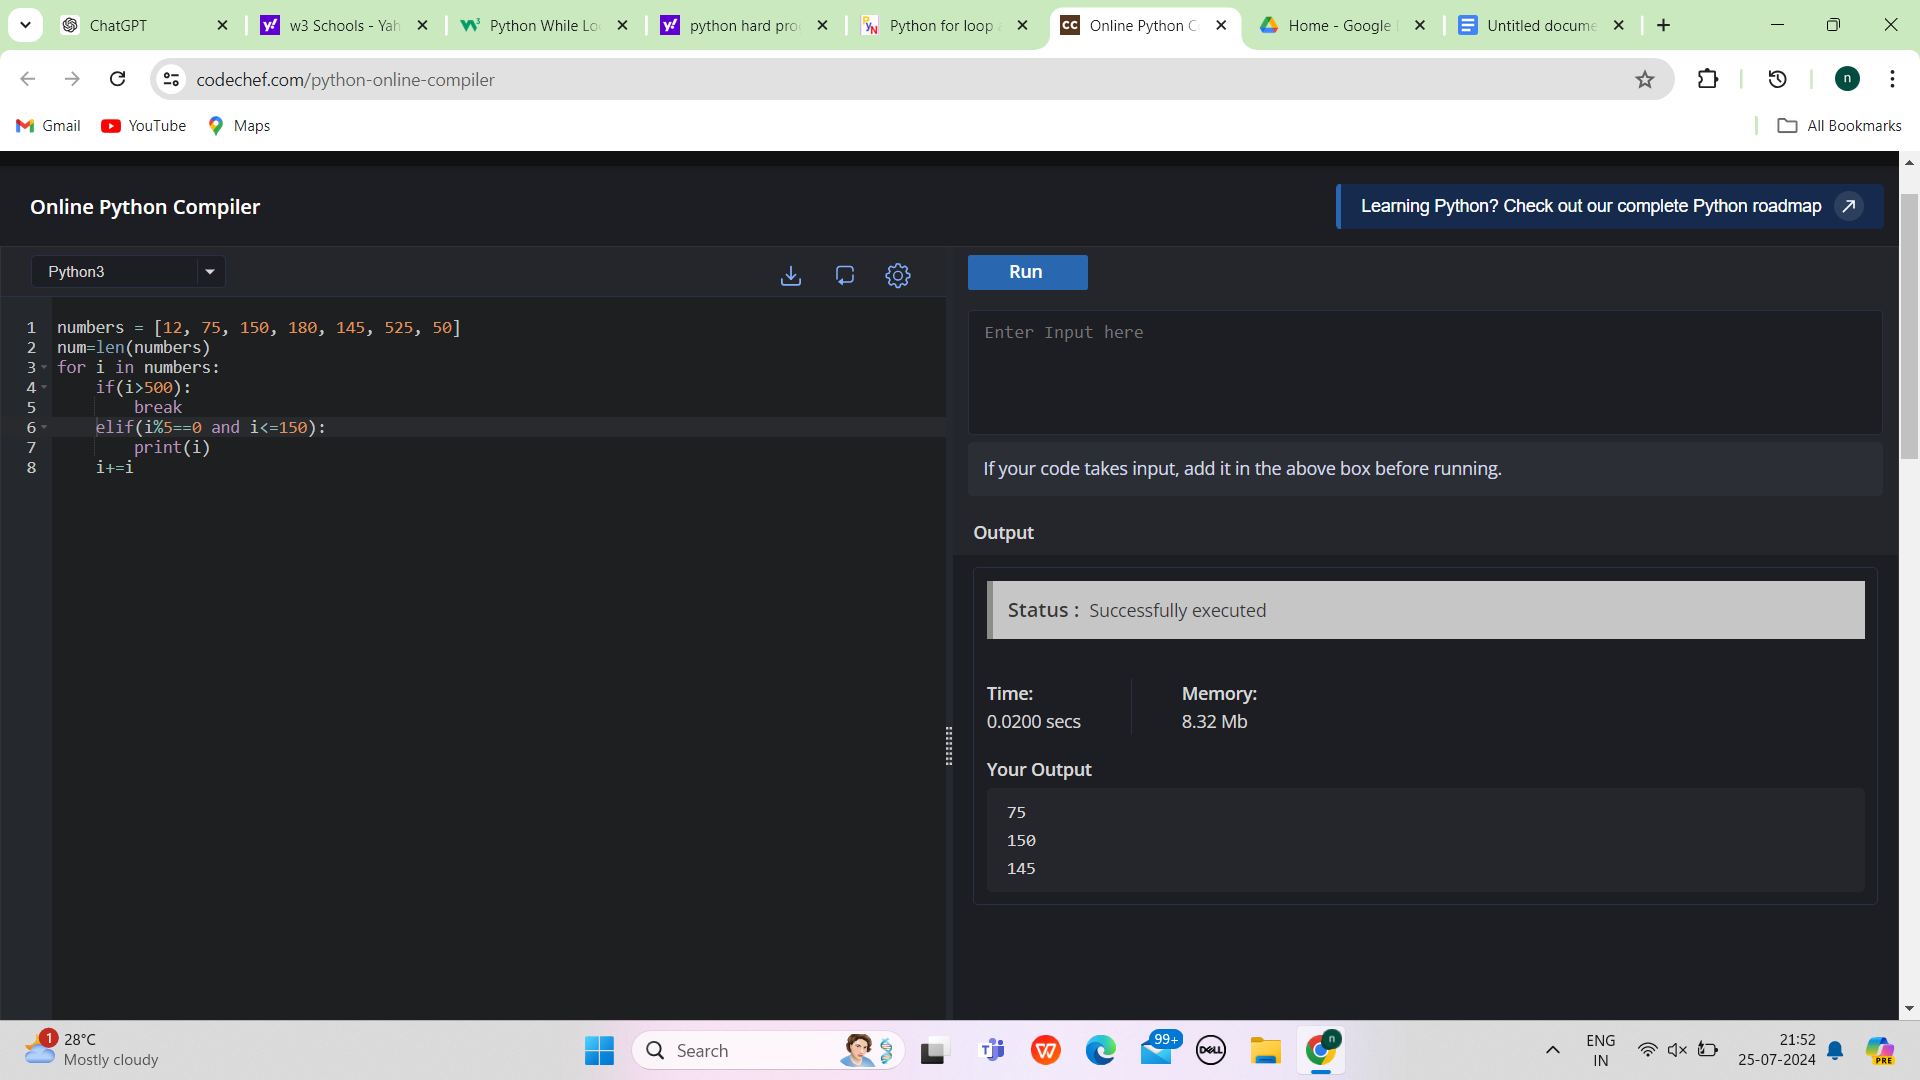 ChatGPT
w3 Schools - Yah
Python While Lo
python hard pro
Python for loop
Online Python C
Home - Google
Untitled docume
codechef.com/python-online-compiler
n
Gmail
YouTube
Maps
All Bookmarks
Online Python Compiler
Learning Python? Check out our complete Python roadmap
Python3
Run
1 numbers = [12, 75, 150, 180, 145, 525, 50]
2 num=len(numbers)
3 for i in numbers:
4 if(i>500):
5 break
6 elif(i%5==0 and i<=150):
7 print(i)
8 i+=i
Enter Input here
If your code takes input, add it in the above box before running.
Output
Status : Successfully executed
Time:
0.0200 secs
Memory:
8.32 Mb
Your Output
75
150
145
1
28°C
Mostly cloudy
Search
99+
DELL
n
ENG
IN
21:52
25-07-2024
PRE